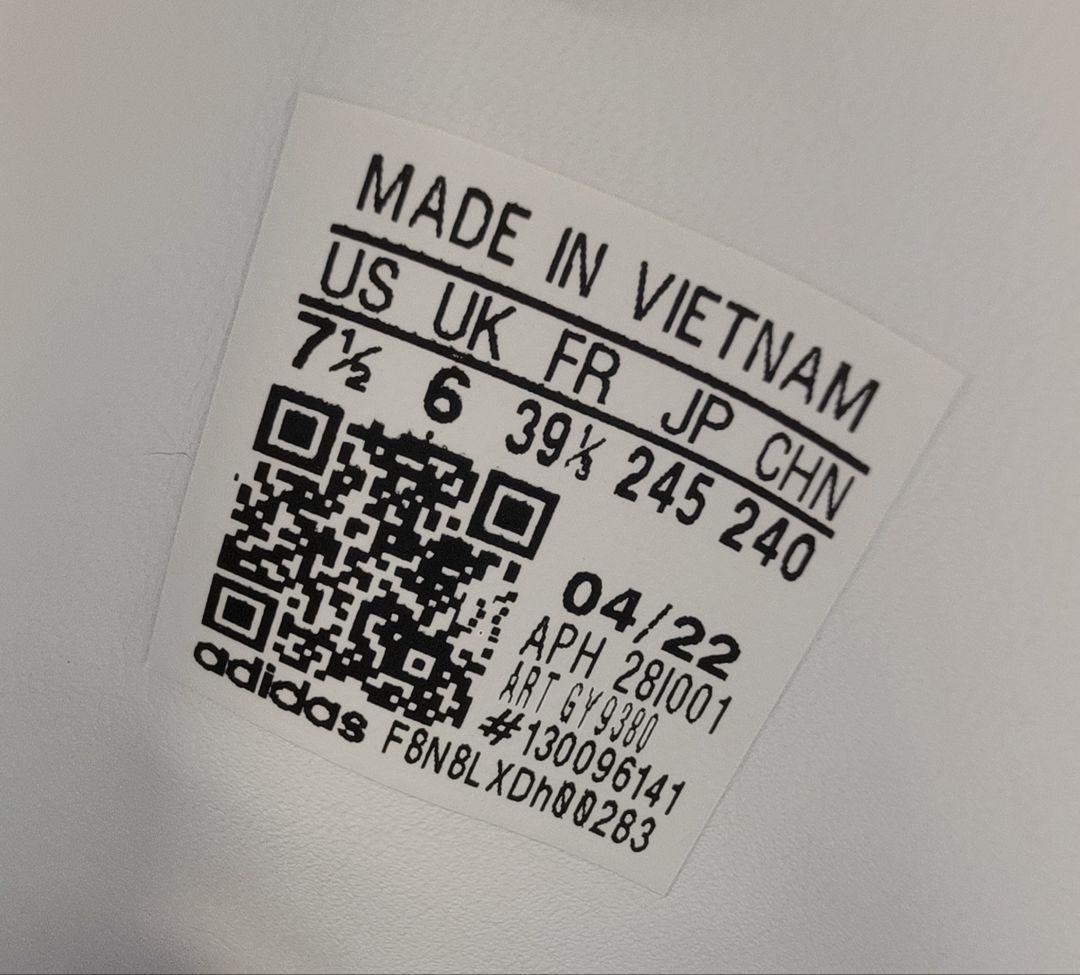 MADE IN VIETNAM
US UK FR JP CHN
7½ 6 39⅓ 245 240
04/22
APH 28I001
ART GY9380
#130096141
adidas F8N8LXDh00283